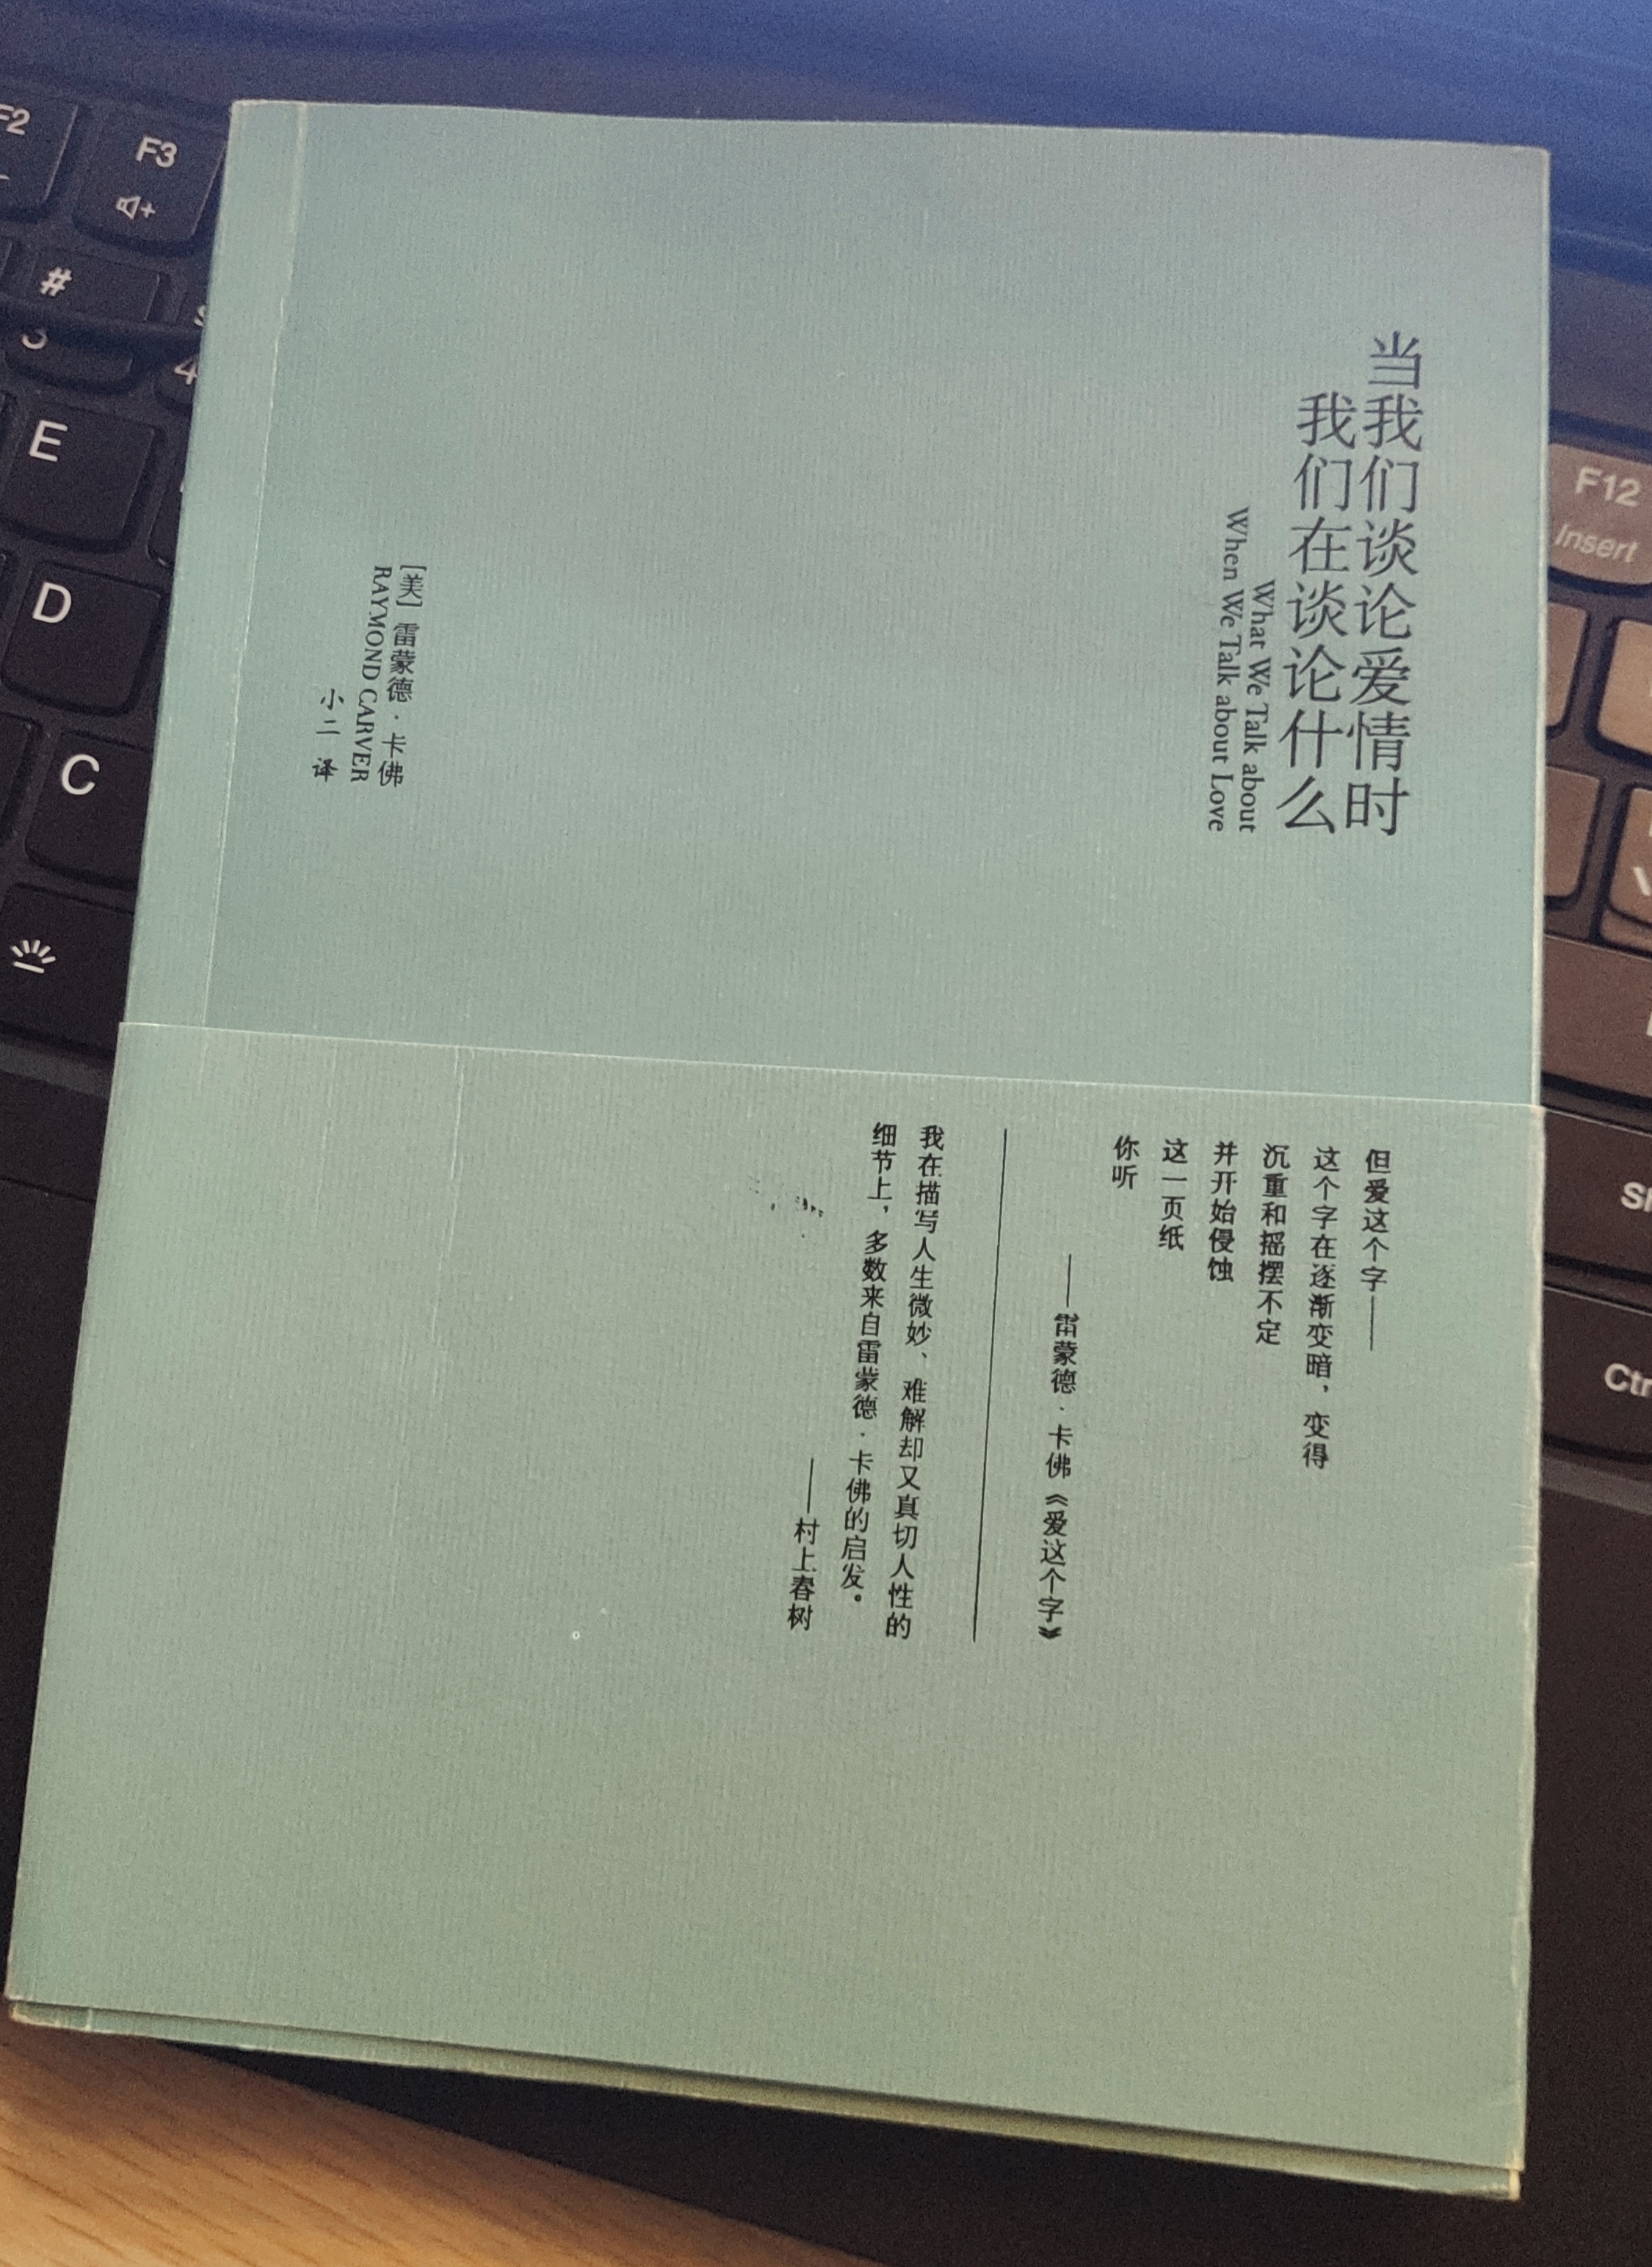 当我们谈论爱情时
我们在谈论什么
What We Talk about
When We Talk about Love
[美] 雷蒙德·卡佛
RAYMOND CARVER
小二 译
但爱这个字——
这个字在逐渐变暗，变得
沉重和摇摆不定
并开始侵蚀
这一页纸
你听
——雷蒙德·卡佛《爱这个字》
我在描写人生微妙、难解却又真切人性的
细节上，多数来自雷蒙德·卡佛的启发。
——村上春树
F2
F3
#
3
4
E
D
C
F12
Insert
Ctr